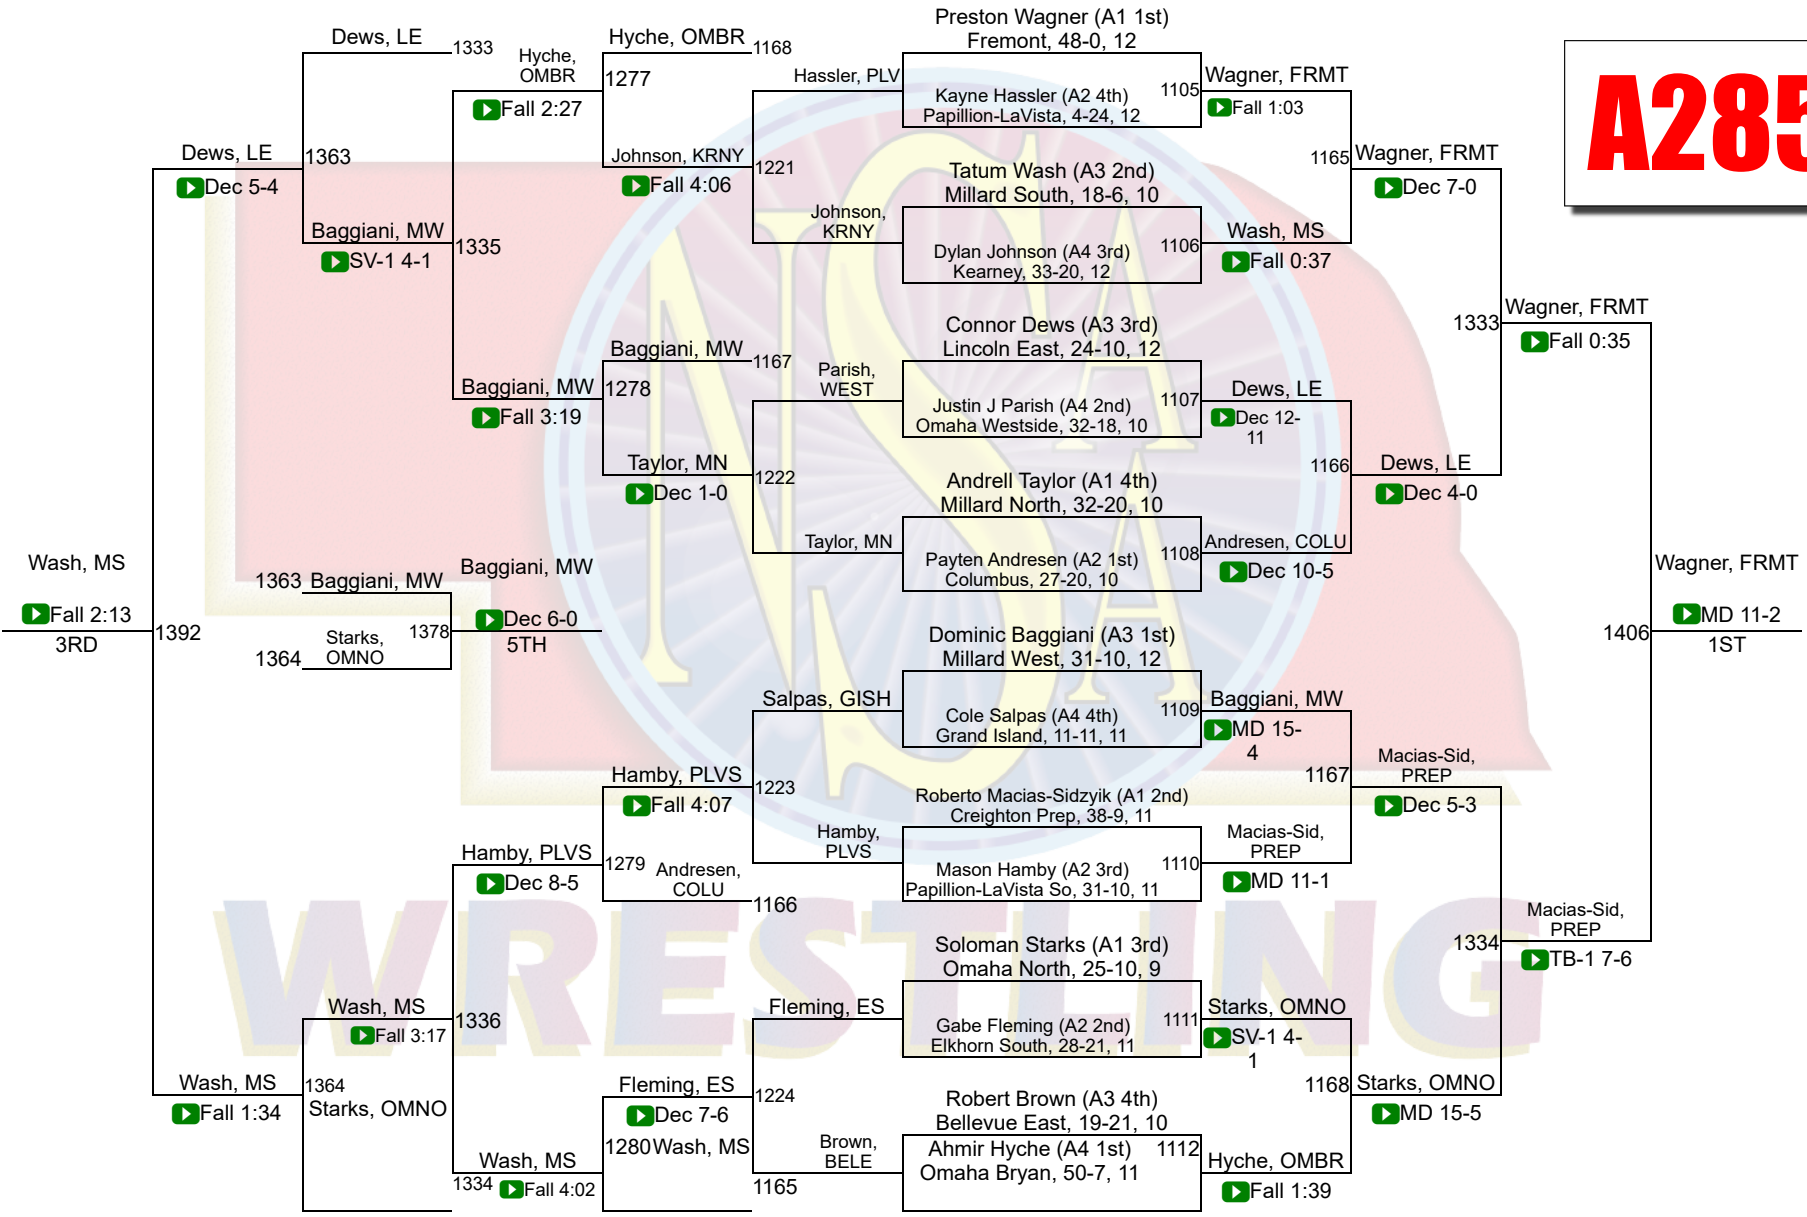 Dews, LE
1333
Hyche,
OMBR
Fall 2:27
Hyche, OMBR
1168
1277
Johnson, KRNY
Fall 4:06
1221
Hassler, PLV
Johnson,
KRNY
Dews, LE
Dec 5-4
1363
Baggiani, MW
SV-1 4-1
1335
Baggiani, MW
Fall 3:19
Baggiani, MW
1167
1278
Taylor, MN
Dec 1-0
1222
Parish,
WEST
Taylor, MN
Wash, MS
Fall 2:13
3RD
1392
1363
Baggiani, MW
1364
Starks,
OMNO
1378
Baggiani, MW
Dec 6-0
5TH
Salpas, GISH
Hamby, PLVS
Fall 4:07
1223
Hamby,
PLVS
Hamby, PLVS
Dec 8-5
1279
Andresen,
COLU
1166
Wash, MS
Fall 3:17
1336
Fleming, ES
Wash, MS
Fall 1:34
1364
Starks, OMNO
Fleming, ES
Dec 7-6
1224
1280
Wash, MS
Wash, MS
1334
Fall 4:02
Brown,
BELE
1165
Preston Wagner (A1 1st)
Fremont, 48-0, 12
Kayne Hassler (A2 4th)
Papillion-LaVista, 4-24, 12
1105
Wagner, FRMT
Fall 1:03
Tatum Wash (A3 2nd)
Millard South, 18-6, 10
Dylan Johnson (A4 3rd)
Kearney, 33-20, 12
1106
Wash, MS
Fall 0:37
1165
Wagner, FRMT
Dec 7-0
Connor Dews (A3 3rd)
Lincoln East, 24-10, 12
Justin J Parish (A4 2nd)
Omaha Westside, 32-18, 10
1107
Dews, LE
Dec 12-
11
Andrell Taylor (A1 4th)
Millard North, 32-20, 10
Payten Andresen (A2 1st)
Columbus, 27-20, 10
1108
Andresen, COLU
Dec 10-5
1166
Dews, LE
Dec 4-0
1333
Wagner, FRMT
Fall 0:35
Dominic Baggiani (A3 1st)
Millard West, 31-10, 12
Cole Salpas (A4 4th)
Grand Island, 11-11, 11
1109
Baggiani, MW
MD 15-
4
Roberto Macias-Sidzyik (A1 2nd)
Creighton Prep, 38-9, 11
Mason Hamby (A2 3rd)
Papillion-LaVista So, 31-10, 11
1110
Macias-Sid,
PREP
MD 11-1
1167
Macias-Sid,
PREP
Dec 5-3
Soloman Starks (A1 3rd)
Omaha North, 25-10, 9
Gabe Fleming (A2 2nd)
Elkhorn South, 28-21, 11
1111
Starks, OMNO
SV-1 4-
1
Robert Brown (A3 4th)
Bellevue East, 19-21, 10
Ahmir Hyche (A4 1st)
Omaha Bryan, 50-7, 11
1112
Hyche, OMBR
Fall 1:39
1168
Starks, OMNO
MD 15-5
1334
Macias-Sid,
PREP
TB-1 7-6
1406
Wagner, FRMT
MD 11-2
1ST
A285
NSAA
WRESTLING